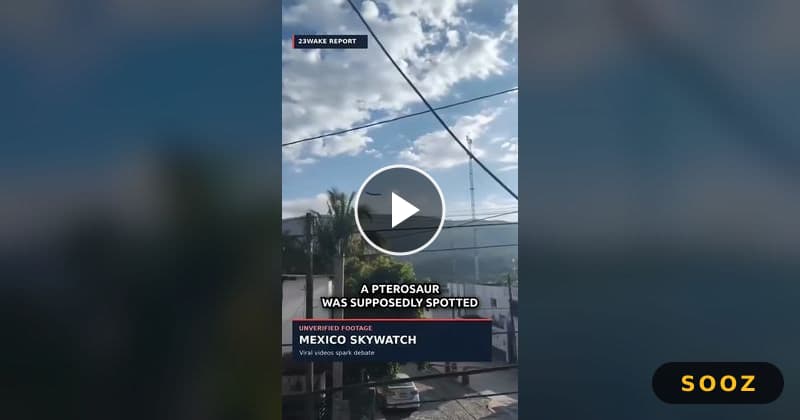 23WAKE REPORT
A PTEROSAUR
WAS SUPPOSEDLY SPOTTED
UNVERIFIED FOOTAGE
MEXICO SKYWATCH
Viral videos spark debate
SOOZ